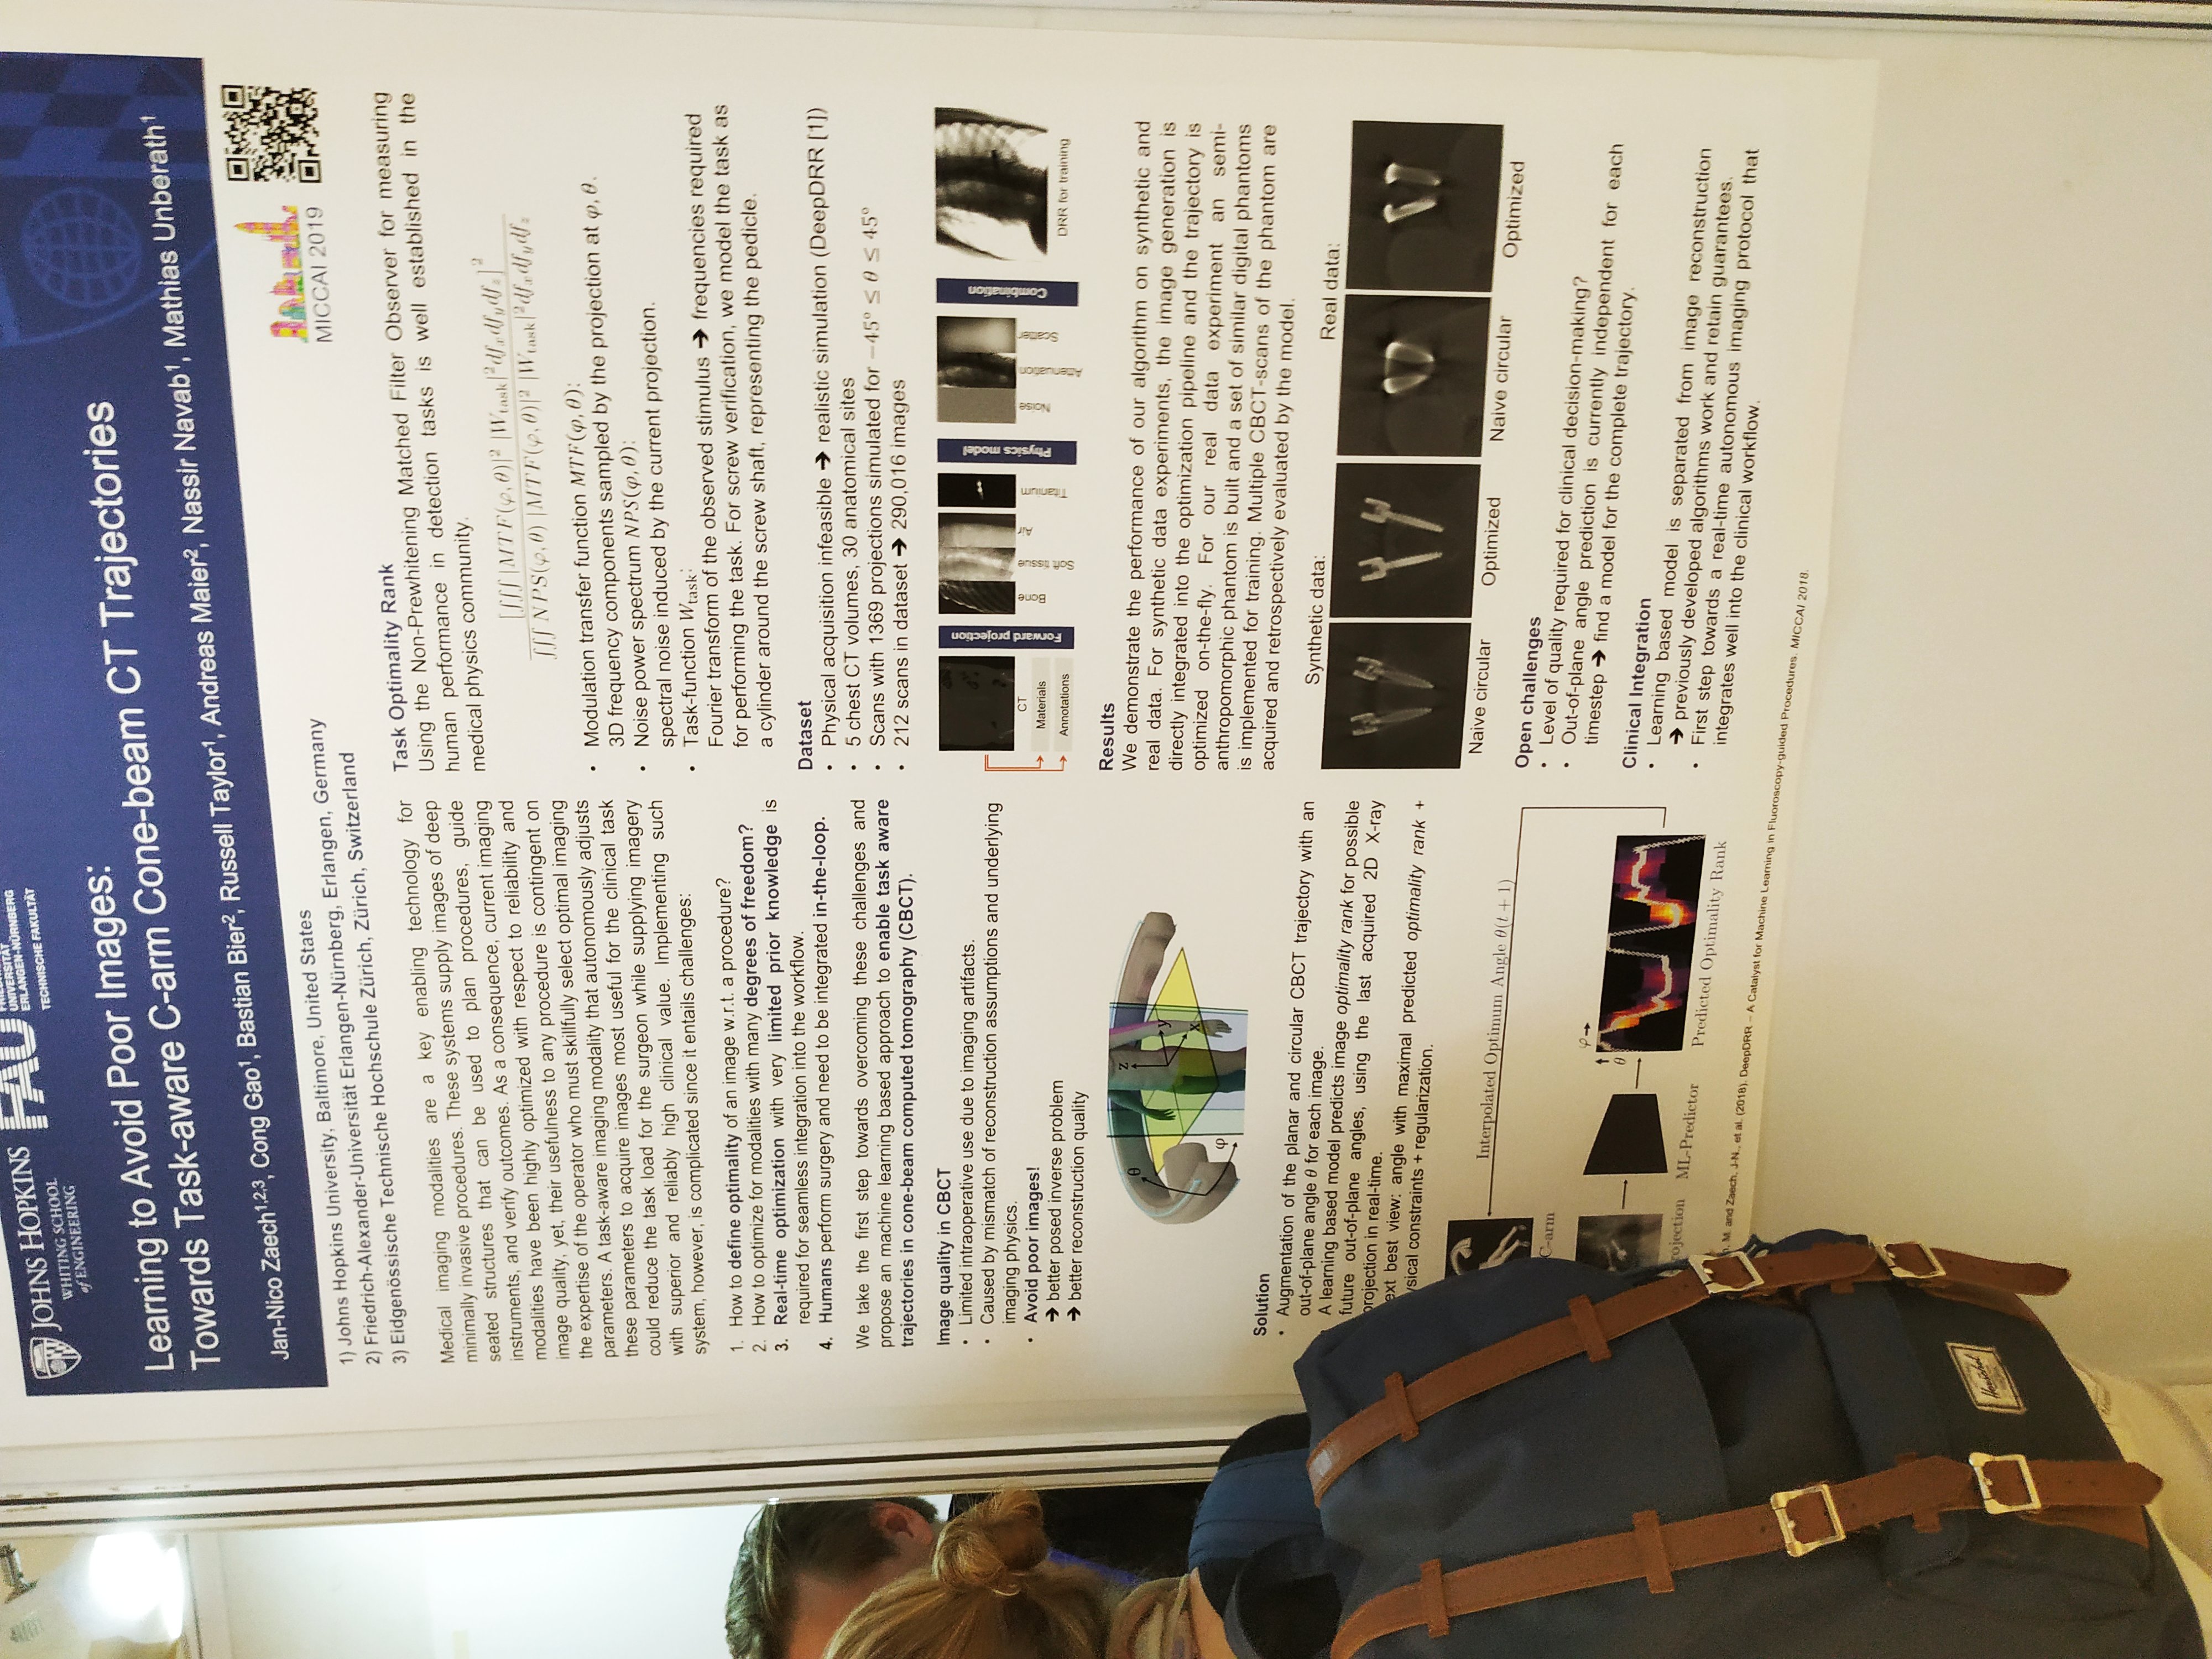 JOHNS HOPKINS
WHITING SCHOOL
of ENGINEERING
FAU
UNIVERSITÄT
ERLANGEN-NÜRNBERG
TECHNISCHE FAKULTÄT
Learning to Avoid Poor Images:
Towards Task-aware C-arm Cone-beam CT Trajectories
Jan-Nico Zaech1,2,3, Cong Gao1, Bastian Bier2, Russell Taylor1, Andreas Maier2, Nassir Navab1, Mathias Unberath1
1) Johns Hopkins University, Baltimore, United States
2) Friedrich-Alexander-Universität Erlangen-Nürnberg, Erlangen, Germany
3) Eidgenössische Technische Hochschule Zürich, Zürich, Switzerland
MICCAI 2019
Medical imaging modalities are a key enabling technology for
minimally invasive procedures. These systems supply images of deep
seated structures that can be used to plan procedures, guide
instruments, and verify outcomes. As a consequence, current imaging
modalities have been highly optimized with respect to reliability and
image quality, yet, their usefulness to any procedure is contingent on
the expertise of the operator who must skillfully select optimal imaging
parameters. A task-aware imaging modality that autonomously adjusts
these parameters to acquire images most useful for the clinical task
could reduce the task load for the surgeon while supplying imagery
with superior and reliably high clinical value. Implementing such
system, however, is complicated since it entails challenges:
1. How to define optimality of an image w.r.t. a procedure?
2. How to optimize for modalities with many degrees of freedom?
3. Real-time optimization with very limited prior knowledge is
required for seamless integration into the workflow.
4. Humans perform surgery and need to be integrated in-the-loop.
We take the first step towards overcoming these challenges and
propose an machine learning based approach to enable task aware
trajectories in cone-beam computed tomography (CBCT).
Image quality in CBCT
• Limited intraoperative use due to imaging artifacts.
• Caused by mismatch of reconstruction assumptions and underlying
imaging physics.
• Avoid poor images!
➔ better posed inverse problem
➔ better reconstruction quality
θ
z
y
x
φ
Solution
• Augmentation of the planar and circular CBCT trajectory with an
out-of-plane angle θ for each image.
A learning based model predicts image optimality rank for possible
future out-of-plane angles, using the last acquired 2D X-ray
rojection in real-time.
ext best view: angle with maximal predicted optimality rank +
ysical constraints + regularization.
Interpolated Optimum Angle θ(t + 1)
C-arm
φ→
↑
θ
rojection
ML-Predictor
Predicted Optimality Rank
M. and Zaech, J-N., et al. (2018). DeepDRR – A Catalyst for Machine Learning in Fluoroscopy-guided Procedures. MICCAI 2018.
Task Optimality Rank
Using the Non-Prewhitening Matched Filter Observer for measuring
human performance in detection tasks is well established in the
medical physics community.
[∭ |MTF(φ,θ)|² |Wtask|²dfxdfydfz]²
∭ NPS(φ,θ) |MTF(φ,θ)|² |Wtask|²dfxdfydfz
• Modulation transfer function MTF(φ,θ):
3D frequency components sampled by the projection at φ,θ.
• Noise power spectrum NPS(φ,θ):
spectral noise induced by the current projection.
• Task-function Wtask:
Fourier transform of the observed stimulus ➔ frequencies required
for performing the task. For screw verification, we model the task as
a cylinder around the screw shaft, representing the pedicle.
Dataset
• Physical acquisition infeasible ➔ realistic simulation (DeepDRR [1])
• 5 chest CT volumes, 30 anatomical sites
• Scans with 1369 projections simulated for −45° ≤ θ ≤ 45°
• 212 scans in dataset ➔ 290,016 images
CT
Materials
Annotations
Forward projection
Bone
Soft tissue
Air
Titanium
Physics model
Noise
Attenuation
Scatter
Combination
DRR for training
Results
We demonstrate the performance of our algorithm on synthetic and
real data. For synthetic data experiments, the image generation is
directly integrated into the optimization pipeline and the trajectory is
optimized on-the-fly. For our real data experiment an semi-
anthropomorphic phantom is built and a set of similar digital phantoms
is implemented for training. Multiple CBCT-scans of the phantom are
acquired and retrospectively evaluated by the model.
Synthetic data:
Real data:
Naive circular
Optimized
Naive circular
Optimized
Open challenges
• Level of quality required for clinical decision-making?
• Out-of-plane angle prediction is currently independent for each
timestep ➔ find a model for the complete trajectory.
Clinical Integration
• Learning based model is separated from image reconstruction
➔ previously developed algorithms work and retain guarantees.
• First step towards a real-time autonomous imaging protocol that
integrates well into the clinical workflow.
Herschel